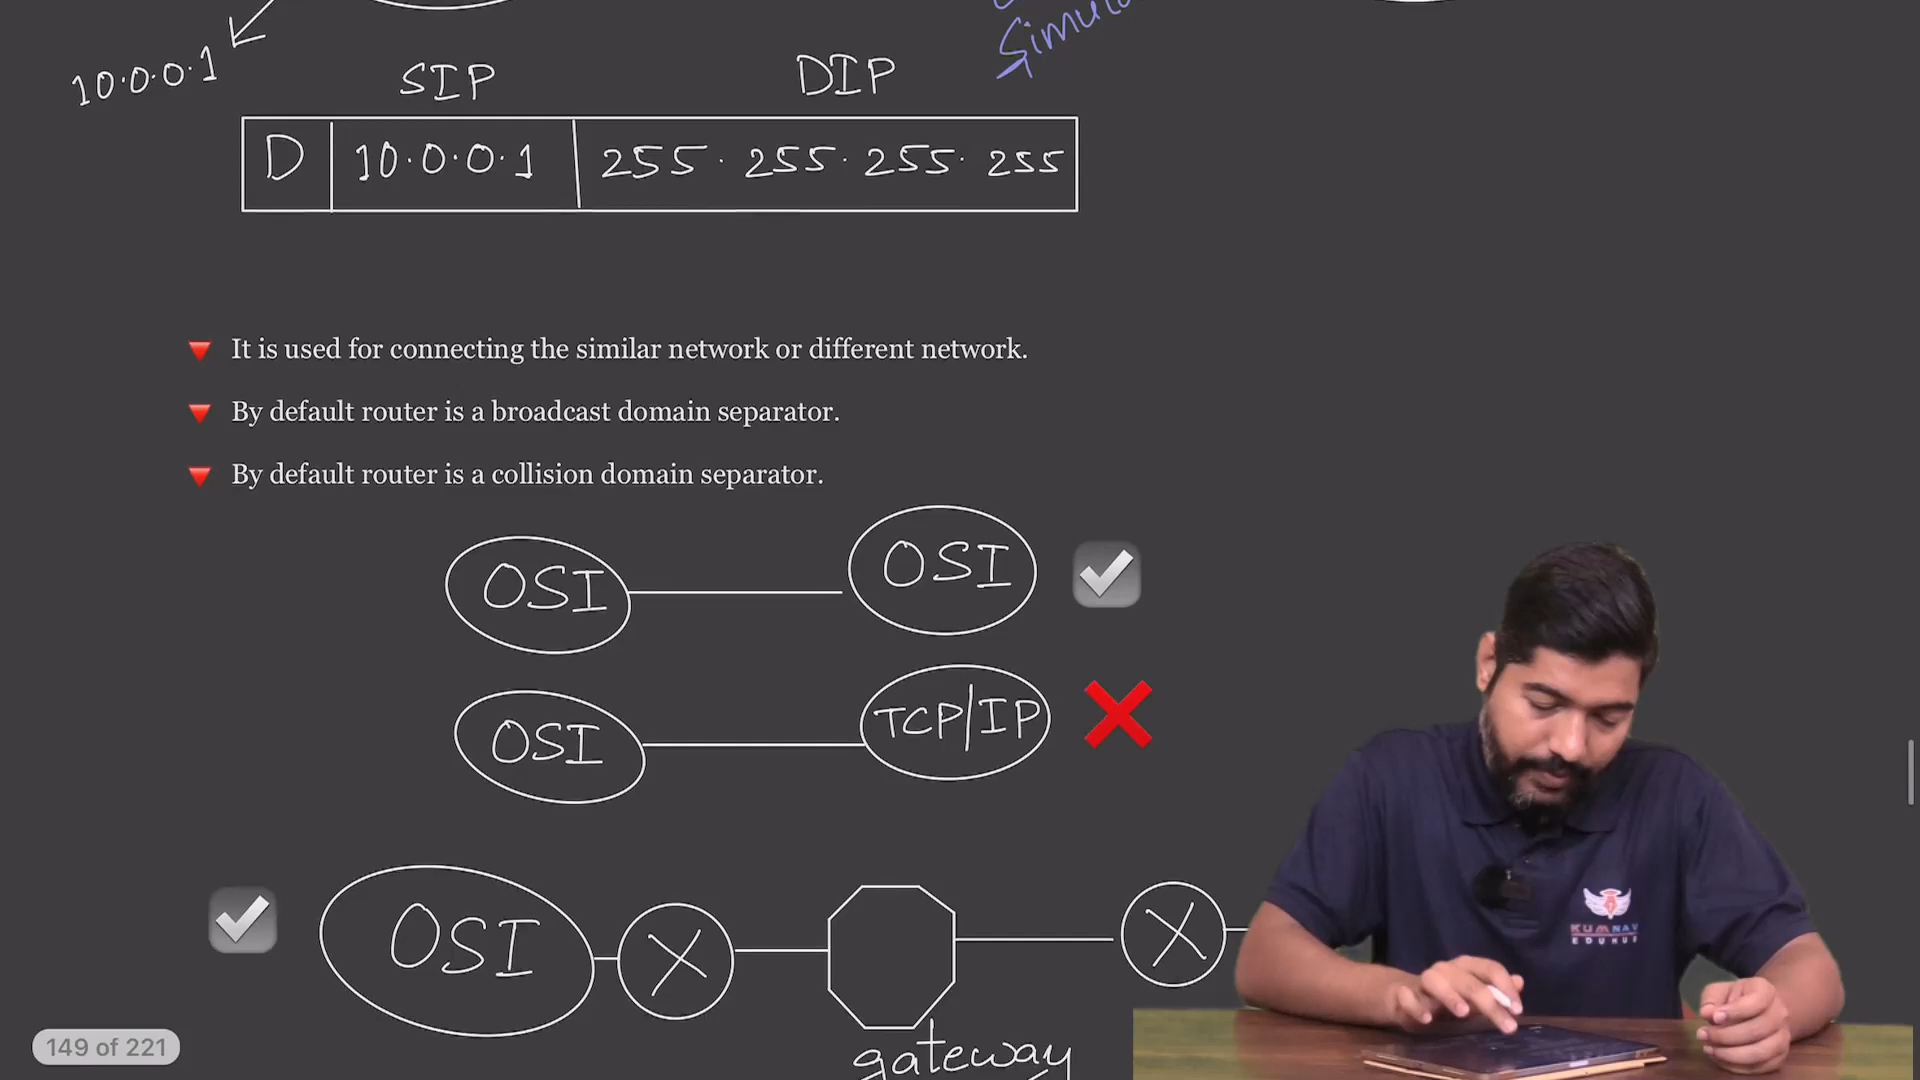 10.0.0.1
SIP
DIP
D 10.0.0.1 255.255.255.255
It is used for connecting the similar network or different network.
By default router is a broadcast domain separator.
By default router is a collision domain separator.
OSI OSI
OSI TCP/IP
OSI X X
gateway
KUMNAV
EDUHUB
149 of 221